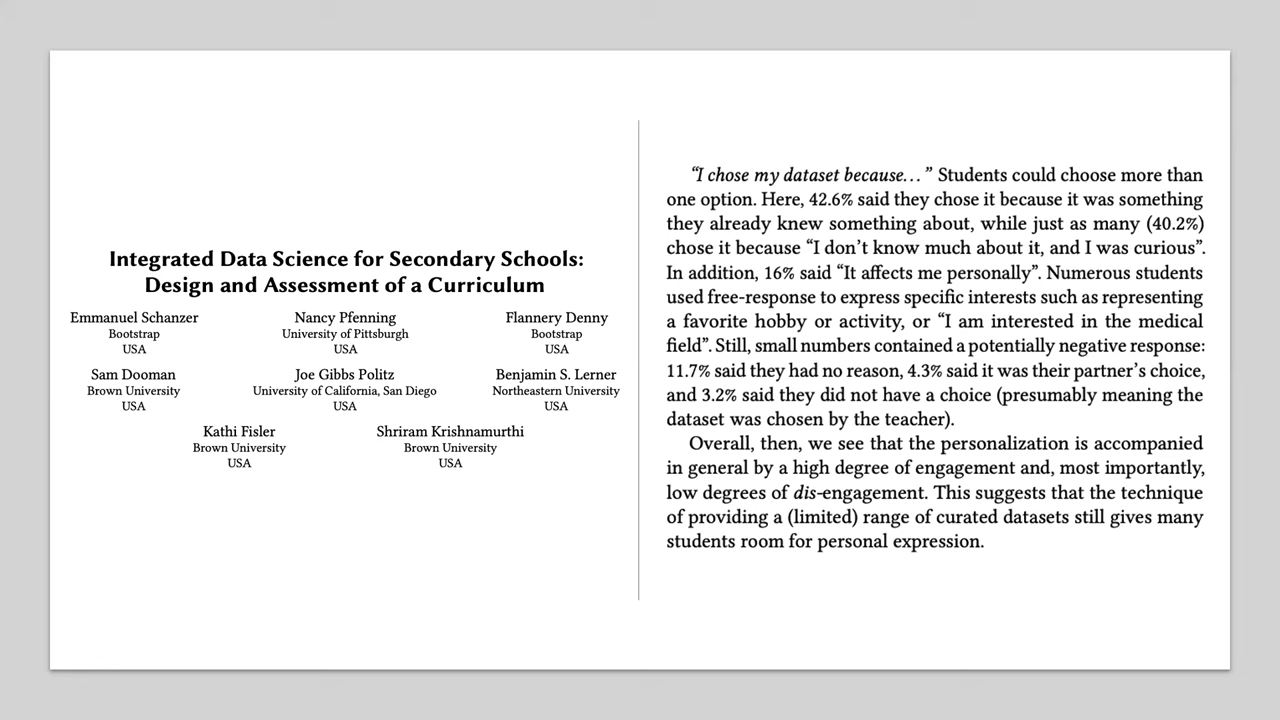 Integrated Data Science for Secondary Schools:
Design and Assessment of a Curriculum
Emmanuel Schanzer
Bootstrap
USA
Nancy Pfenning
University of Pittsburgh
USA
Flannery Denny
Bootstrap
USA
Sam Dooman
Brown University
USA
Joe Gibbs Politz
University of California, San Diego
USA
Benjamin S. Lerner
Northeastern University
USA
Kathi Fisler
Brown University
USA
Shriram Krishnamurthi
Brown University
USA
“I chose my dataset because…” Students could choose more than
one option. Here, 42.6% said they chose it because it was something
they already knew something about, while just as many (40.2%)
chose it because “I don’t know much about it, and I was curious”.
In addition, 16% said “It affects me personally”. Numerous students
used free-response to express specific interests such as representing
a favorite hobby or activity, or “I am interested in the medical
field”. Still, small numbers contained a potentially negative response:
11.7% said they had no reason, 4.3% said it was their partner’s choice,
and 3.2% said they did not have a choice (presumably meaning the
dataset was chosen by the teacher).
Overall, then, we see that the personalization is accompanied
in general by a high degree of engagement and, most importantly,
low degrees of dis-engagement. This suggests that the technique
of providing a (limited) range of curated datasets still gives many
students room for personal expression.